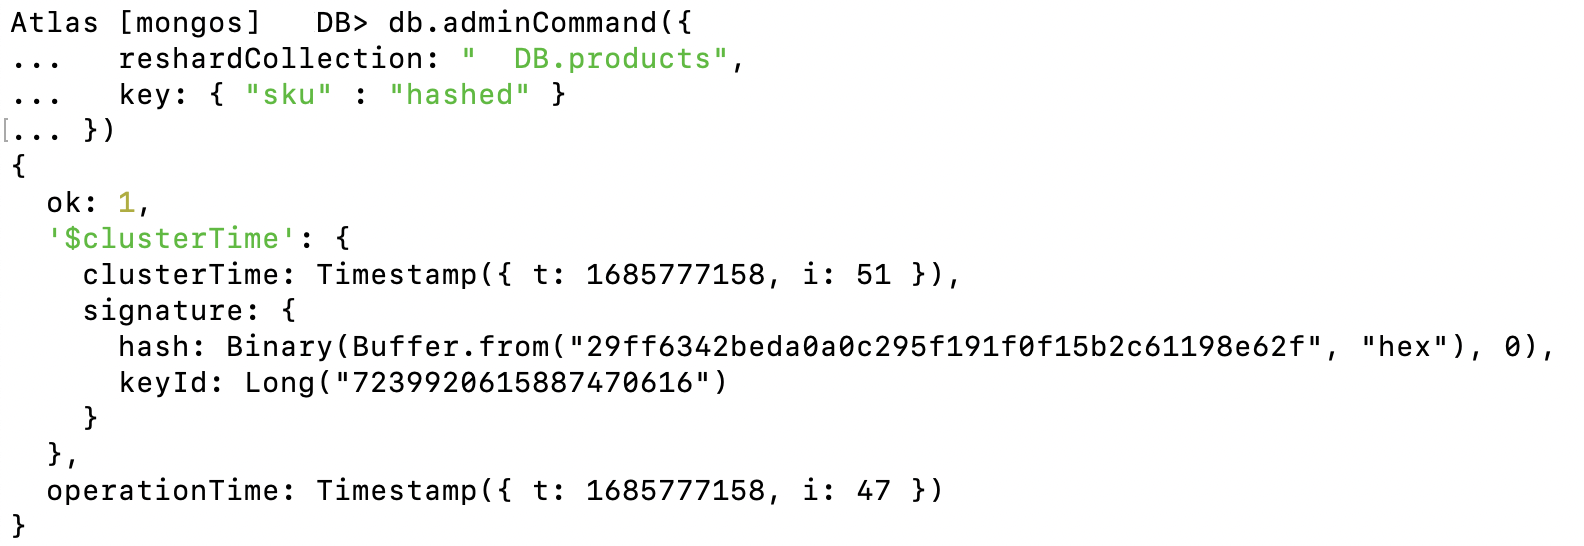 Atlas [mongos]   DB> db.adminCommand({
...   reshardCollection: "  DB.products",
...   key: { "sku" : "hashed" }
[... })
{
  ok: 1,
  '$clusterTime': {
    clusterTime: Timestamp({ t: 1685777158, i: 51 }),
    signature: {
      hash: Binary(Buffer.from("29ff6342beda0a0c295f191f0f15b2c61198e62f", "hex"), 0),
      keyId: Long("7239920615887470616")
    }
  },
  operationTime: Timestamp({ t: 1685777158, i: 47 })
}